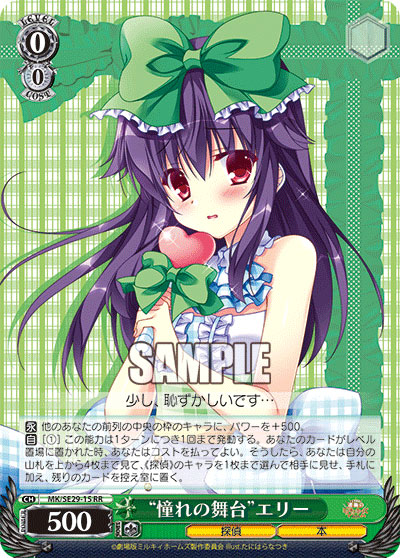 LEVEL
0
0
COST
SAMPLE
少し、恥ずかしいです…
永 他のあなたの前列の中央の枠のキャラに、パワーを+500。
自 [①] この能力は1ターンにつき1回まで発動する。あなたのカードがレベル
置場に置かれた時、あなたはコストを払ってよい。そうしたら、あなたは自分の
山札を上から4枚まで見て、《探偵》のキャラを1枚まで選んで相手に見せ、手札に
加え、残りのカードを控え室に置く。
CH MK/SE29-15 RR
POWER 500 “憧れの舞台”エリー
探偵 本
©劇場版ミルキィホームズ製作委員会 illust.たにはらなつき